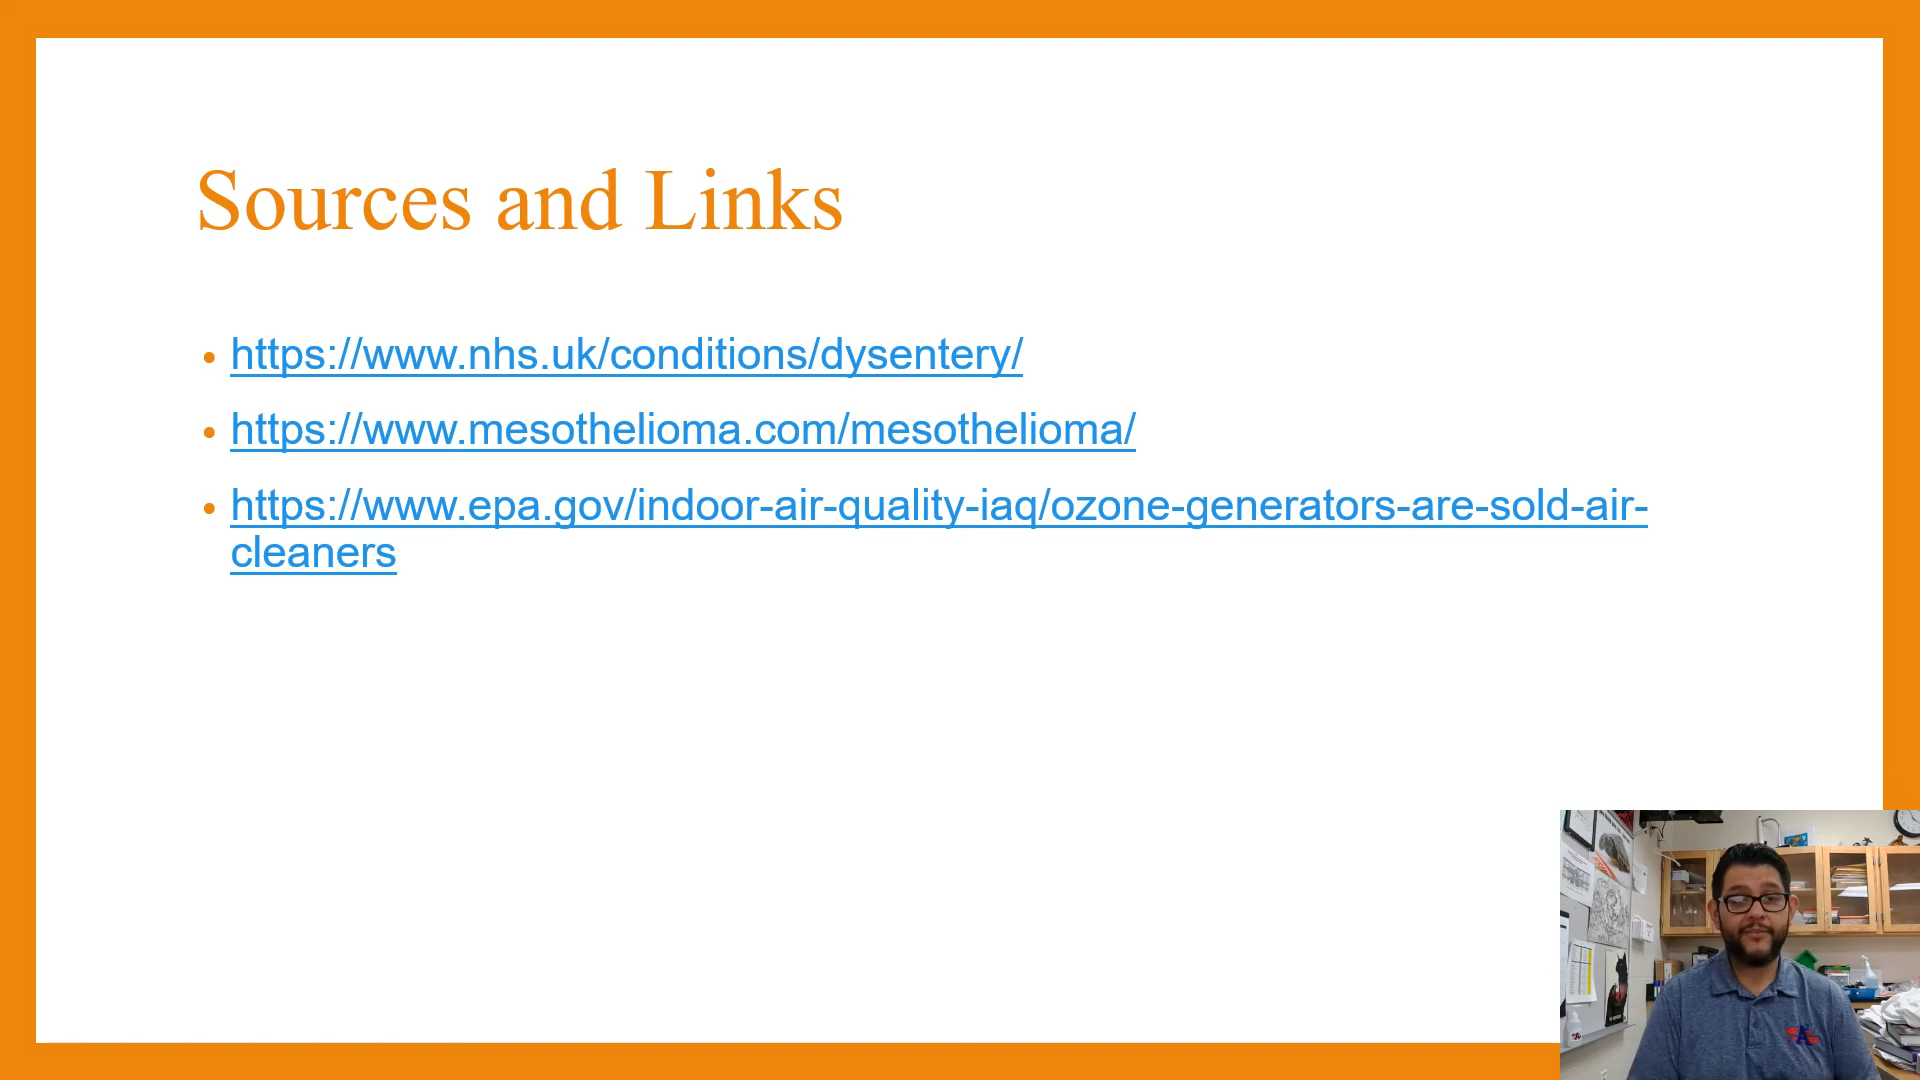 Sources and Links
• https://www.nhs.uk/conditions/dysentery/
• https://www.mesothelioma.com/mesothelioma/
• https://www.epa.gov/indoor-air-quality-iaq/ozone-generators-are-sold-air-
cleaners